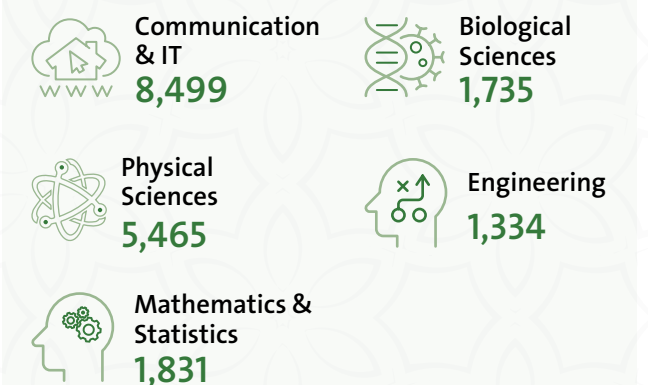 Communication
& IT
8,499
WWW
Biological
Sciences
1,735
Physical
Sciences
5,465
Engineering
1,334
Mathematics &
Statistics
1,831